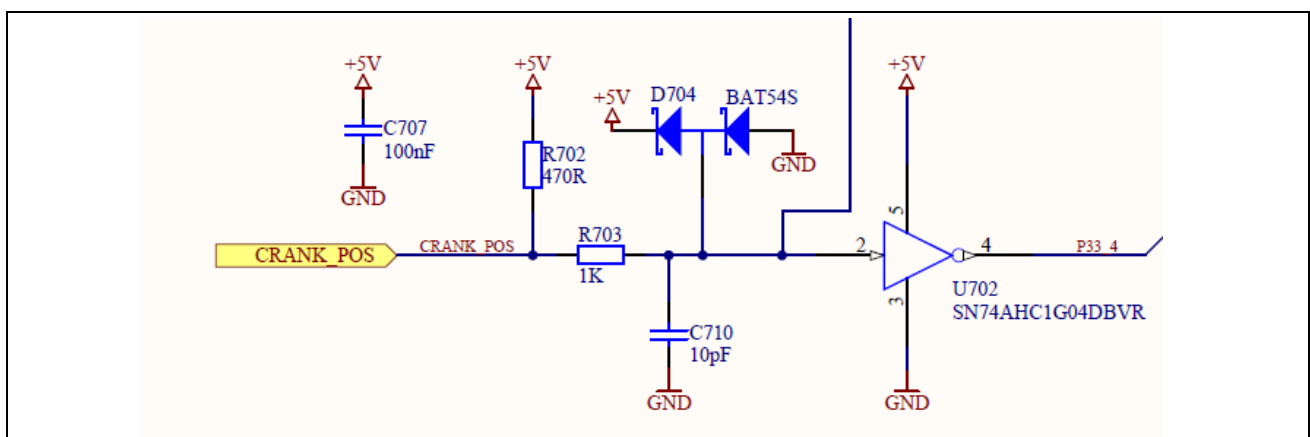 +5V
+5V
+5V
D704
BAT54S
+5V
C707
100nF
R702
470R
GND
GND
5
CRANK_POS
CRANK_POS
R703
1K
2
4
P33_4
3
U702
SN74AHC1G04DBVR
C710
10pF
GND
GND